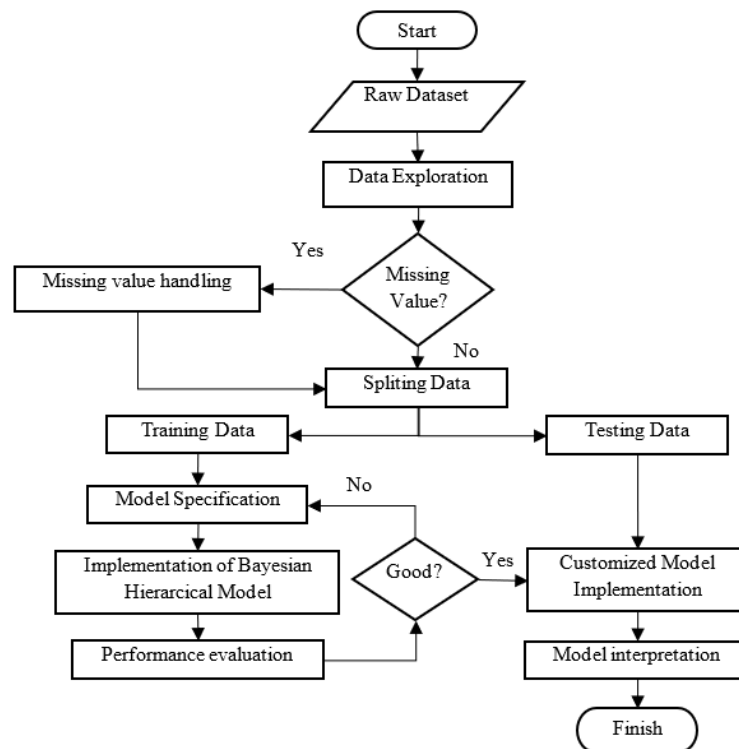 Start
Raw Dataset
Data Exploration
Yes
Missing
Value?
Missing value handling
No
Spliting Data
Training Data
Testing Data
Model Specification
No
Implementation of Bayesian
Hierarcical Model
Good?
Yes
Customized Model
Implementation
Performance evaluation
Model interpretation
Finish